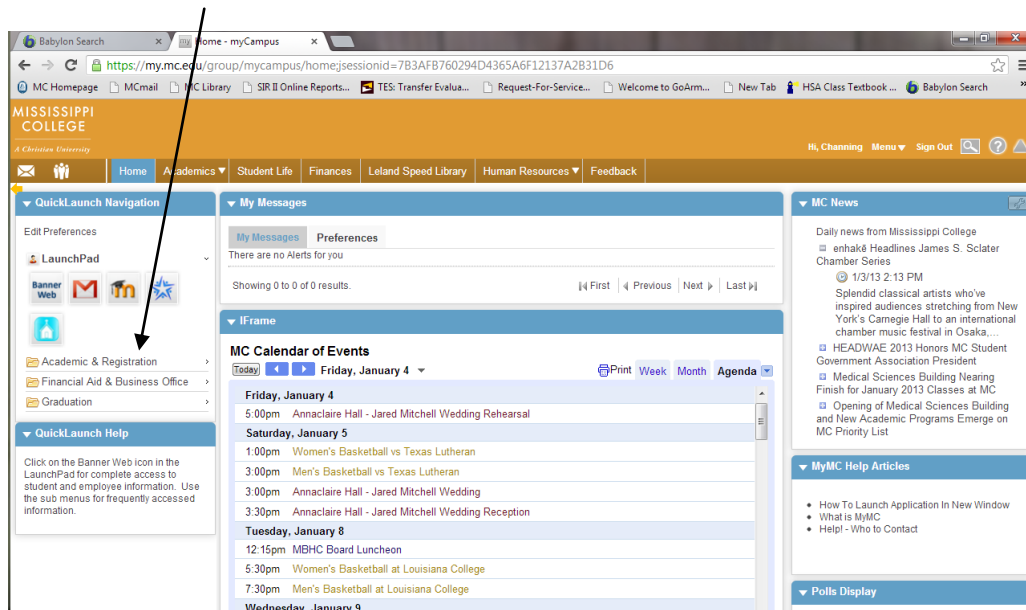 Babylon Search
my Home - myCampus
https://my.mc.edu/group/mycampus/home;jsessionid=7B3AFB760294D4365A6F12137A2B31D6
MC Homepage MCmail MC Library SIR II Online Reports... TES: Transfer Evalua... Request-For-Service... Welcome to GoArm... New Tab HSA Class Textbook ... Babylon Search »
MISSISSIPPI
COLLEGE
A Christian University
Hi, Channing Menu Sign Out
Home Academics Student Life Finances Leland Speed Library Human Resources Feedback
QuickLaunch Navigation
Edit Preferences
LaunchPad
Banner
Web
Academic & Registration
Financial Aid & Business Office
Graduation
QuickLaunch Help
Click on the Banner Web icon in the
LaunchPad for complete access to
student and employee information. Use
the sub menus for frequently accessed
information.
My Messages
My Messages Preferences
There are no Alerts for you
Showing 0 to 0 of 0 results.
First Previous Next Last
IFrame
MC Calendar of Events
Today Friday, January 4 Print Week Month Agenda
Friday, January 4
5:00pm Annaclaire Hall - Jared Mitchell Wedding Rehearsal
Saturday, January 5
1:00pm Women's Basketball vs Texas Lutheran
3:00pm Men's Basketball vs Texas Lutheran
3:00pm Annaclaire Hall - Jared Mitchell Wedding
3:30pm Annaclaire Hall - Jared Mitchell Wedding Reception
Tuesday, January 8
12:15pm MBHC Board Luncheon
5:30pm Women's Basketball at Louisiana College
7:30pm Men's Basketball at Louisiana College
Wednesday, January 9
MC News
Daily news from Mississippi College
enhakē Headlines James S. Sclater
Chamber Series
1/3/13 2:13 PM
Splendid classical artists who've
inspired audiences stretching from New
York's Carnegie Hall to an international
chamber music festival in Osaka,...
HEADWAE 2013 Honors MC Student
Government Association President
Medical Sciences Building Nearing
Finish for January 2013 Classes at MC
Opening of Medical Sciences Building
and New Academic Programs Emerge on
MC Priority List
MyMC Help Articles
How To Launch Application In New Window
What is MyMC
Help! - Who to Contact
Polls Display